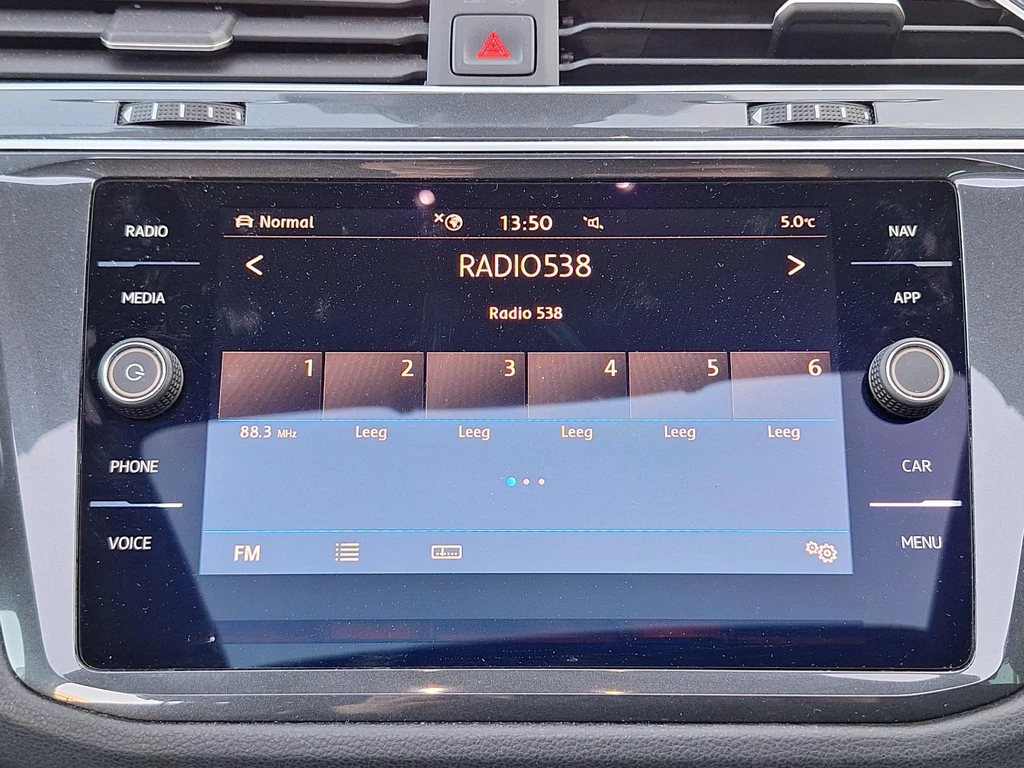 Normal 13:50 5.0°C
RADIO NAV
< RADIO538 >
MEDIA APP
Radio 538
1 2 3 4 5 6
88.3 MHz Leeg Leeg Leeg Leeg Leeg
PHONE CAR
VOICE MENU
FM